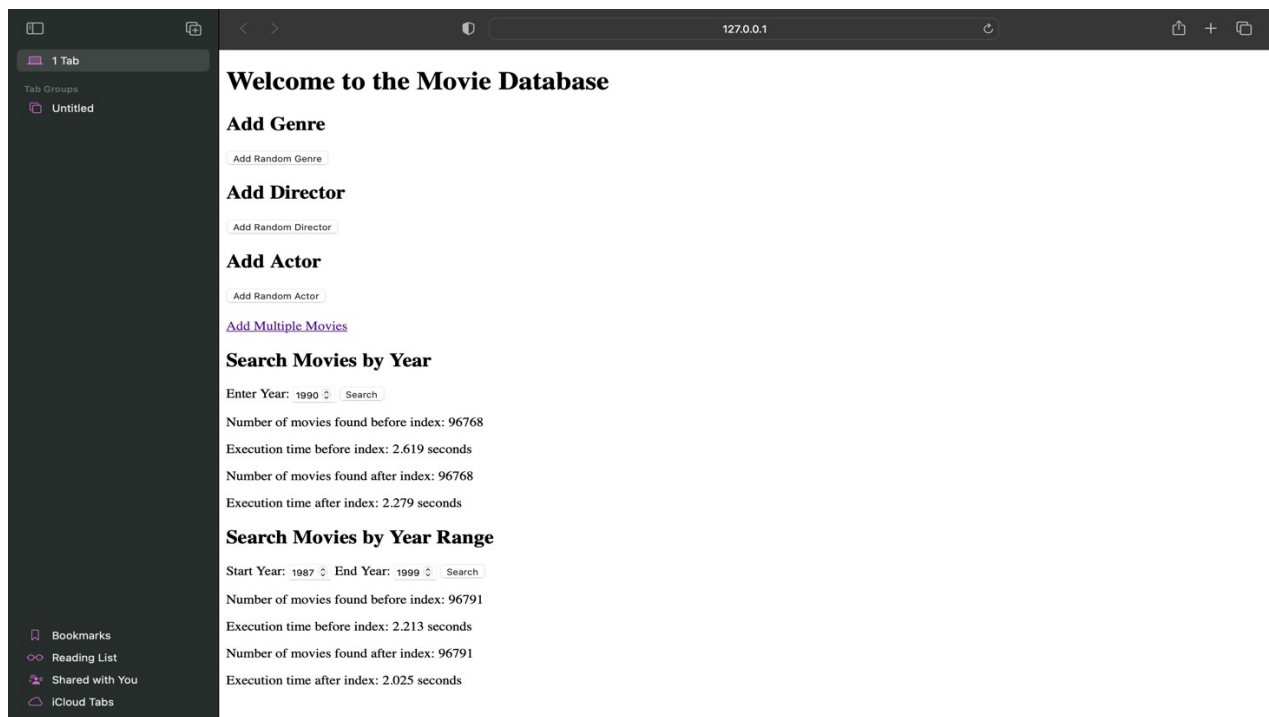 127.0.0.1
1 Tab
Tab Groups
Untitled
Welcome to the Movie Database
Add Genre
Add Random Genre
Add Director
Add Random Director
Add Actor
Add Random Actor
Add Multiple Movies
Search Movies by Year
Enter Year: 1990 Search
Number of movies found before index: 96768
Execution time before index: 2.619 seconds
Number of movies found after index: 96768
Execution time after index: 2.279 seconds
Search Movies by Year Range
Start Year: 1987 End Year: 1999 Search
Number of movies found before index: 96791
Execution time before index: 2.213 seconds
Number of movies found after index: 96791
Execution time after index: 2.025 seconds
Bookmarks
Reading List
Shared with You
iCloud Tabs